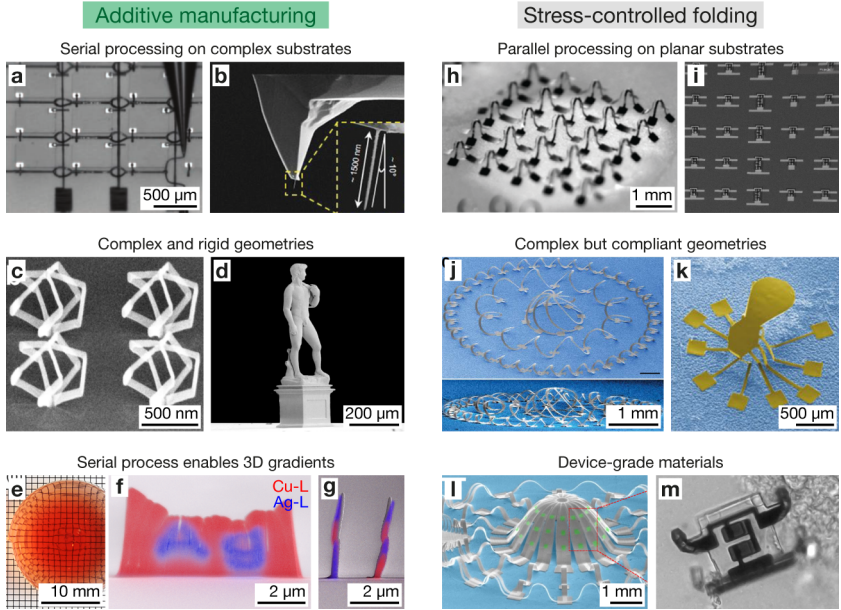 Additive manufacturing
Stress-controlled folding
Serial processing on complex substrates
Parallel processing on planar substrates
a
500 µm
b
~ 1500 nm
~ 10°
h
1 mm
i
Complex and rigid geometries
Complex but compliant geometries
c
500 nm
d
200 µm
j
1 mm
k
500 µm
Serial process enables 3D gradients
Device-grade materials
e
10 mm
f
Cu-L
Ag-L
2 µm
g
2 µm
l
1 mm
m